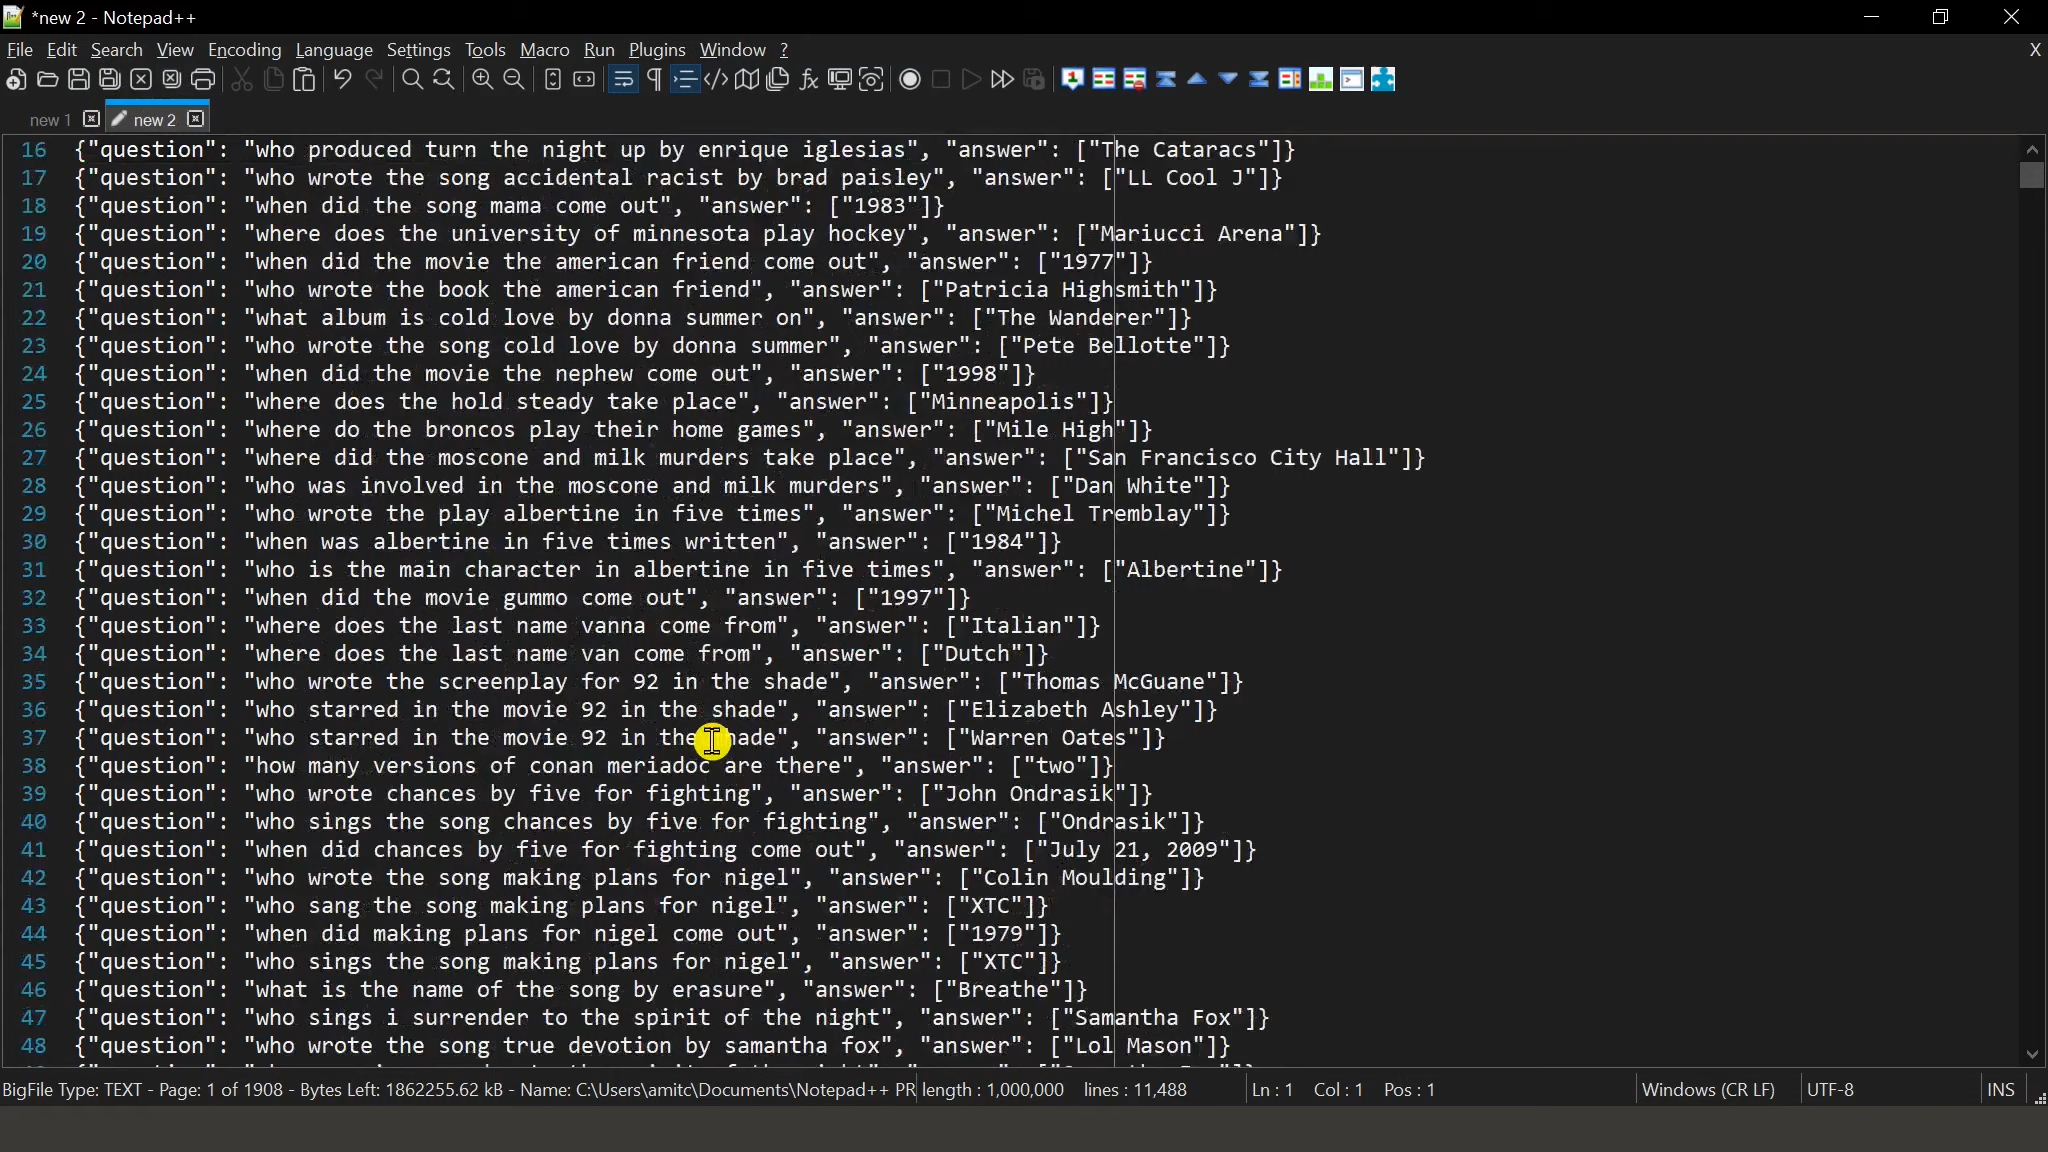 *new 2 - Notepad++
File Edit Search View Encoding Language Settings Tools Macro Run Plugins Window ? X
new 1 new 2
16 {"question": "who produced turn the night up by enrique iglesias", "answer": ["The Cataracs"]}
17 {"question": "who wrote the song accidental racist by brad paisley", "answer": ["LL Cool J"]}
18 {"question": "when did the song mama come out", "answer": ["1983"]}
19 {"question": "where does the university of minnesota play hockey", "answer": ["Mariucci Arena"]}
20 {"question": "when did the movie the american friend come out", "answer": ["1977"]}
21 {"question": "who wrote the book the american friend", "answer": ["Patricia Highsmith"]}
22 {"question": "what album is cold love by donna summer on", "answer": ["The Wanderer"]}
23 {"question": "who wrote the song cold love by donna summer", "answer": ["Pete Bellotte"]}
24 {"question": "when did the movie the nephew come out", "answer": ["1998"]}
25 {"question": "where does the hold steady take place", "answer": ["Minneapolis"]}
26 {"question": "where do the broncos play their home games", "answer": ["Mile High"]}
27 {"question": "where did the moscone and milk murders take place", "answer": ["San Francisco City Hall"]}
28 {"question": "who was involved in the moscone and milk murders", "answer": ["Dan White"]}
29 {"question": "who wrote the play albertine in five times", "answer": ["Michel Tremblay"]}
30 {"question": "when was albertine in five times written", "answer": ["1984"]}
31 {"question": "who is the main character in albertine in five times", "answer": ["Albertine"]}
32 {"question": "when did the movie gummo come out", "answer": ["1997"]}
33 {"question": "where does the last name vanna come from", "answer": ["Italian"]}
34 {"question": "where does the last name van come from", "answer": ["Dutch"]}
35 {"question": "who wrote the screenplay for 92 in the shade", "answer": ["Thomas McGuane"]}
36 {"question": "who starred in the movie 92 in the shade", "answer": ["Elizabeth Ashley"]}
37 {"question": "who starred in the movie 92 in the shade", "answer": ["Warren Oates"]}
38 {"question": "how many versions of conan meriadoc are there", "answer": ["two"]}
39 {"question": "who wrote chances by five for fighting", "answer": ["John Ondrasik"]}
40 {"question": "who sings the song chances by five for fighting", "answer": ["Ondrasik"]}
41 {"question": "when did chances by five for fighting come out", "answer": ["July 21, 2009"]}
42 {"question": "who wrote the song making plans for nigel", "answer": ["Colin Moulding"]}
43 {"question": "who sang the song making plans for nigel", "answer": ["XTC"]}
44 {"question": "when did making plans for nigel come out", "answer": ["1979"]}
45 {"question": "who sings the song making plans for nigel", "answer": ["XTC"]}
46 {"question": "what is the name of the song by erasure", "answer": ["Breathe"]}
47 {"question": "who sings i surrender to the spirit of the night", "answer": ["Samantha Fox"]}
48 {"question": "who wrote the song true devotion by samantha fox", "answer": ["Lol Mason"]}
BigFile Type: TEXT - Page: 1 of 1908 - Bytes Left: 1862255.62 kB - Name: C:\Users\amitc\Documents\Notepad++ PR length : 1,000,000 lines : 11,488 Ln : 1 Col : 1 Pos : 1 Windows (CR LF) UTF-8 INS